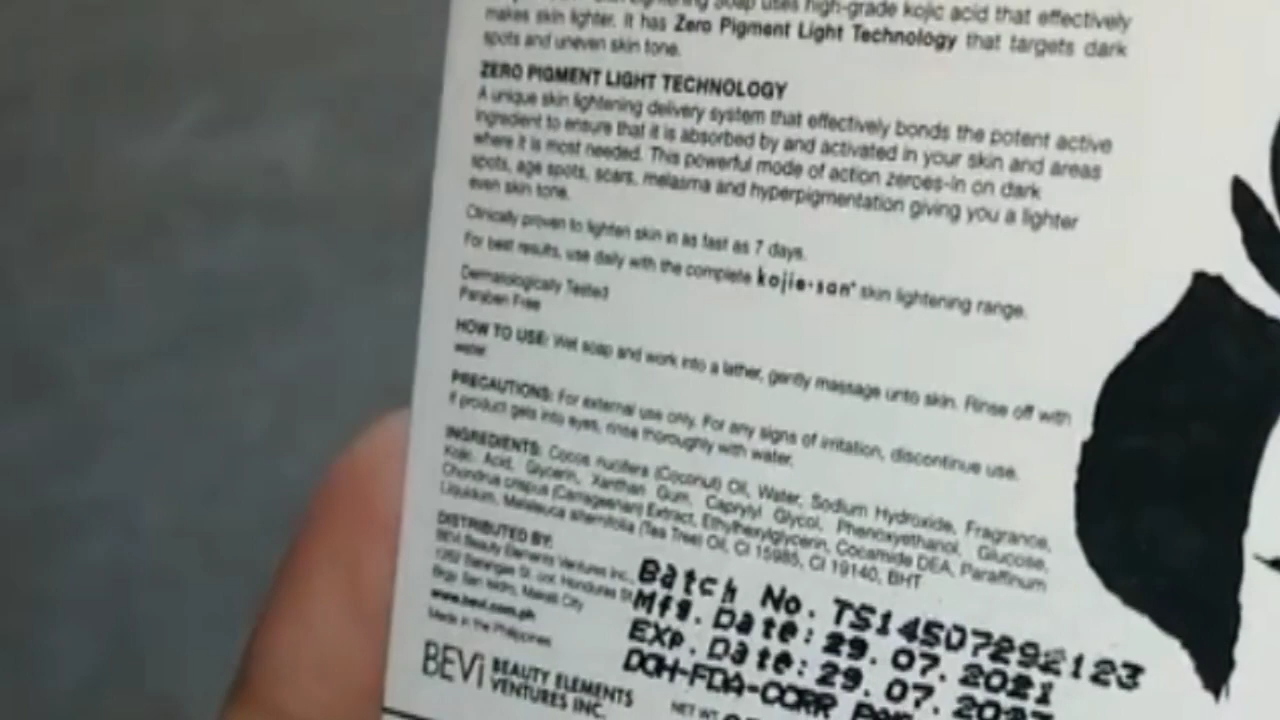 Soap uses high-grade kojic acid that effectively
makes skin lighter. It has Zero Pigment Light Technology that targets dark
spots and uneven skin tone.
ZERO PIGMENT LIGHT TECHNOLOGY
A unique skin lightening delivery system that effectively bonds the potent active
ingredient to ensure that it is absorbed by and activated in your skin and areas
where it is most needed. This powerful mode of action zeroes-in on dark
spots, age spots, scars, melasma and hyperpigmentation giving you a lighter
even skin tone.
Clinically proven to lighten skin in as fast as 7 days.
For best results, use daily with the complete kojie·san® skin lightening range.
Dermatologically Tested
Paraben Free
HOW TO USE: Wet soap and work into a lather, gently massage unto skin. Rinse off with
water.
PRECAUTIONS: For external use only. For any signs of irritation, discontinue use.
If product gets into eyes, rinse thoroughly with water.
INGREDIENTS: Cocos nucifera (Coconut) Oil, Water, Sodium Hydroxide, Fragrance,
Kojic Acid, Glycerin, Xanthan Gum, Caprylyl Glycol, Phenoxyethanol, Glucose,
Chondrus crispus (Carrageenan) Extract, Ethylhexylglycerin, Cocamide DEA, Paraffinum
Liquidum, Melaleuca alternifolia (Tea Tree) Oil, CI 15985, CI 19140, BHT
DISTRIBUTED BY:
BEVi Beauty Elements Ventures Inc.,
Honduras St.
Brgy San Isidro, Makati City
www.bevi.com.ph
Made in the Philippines
BEVi BEAUTY ELEMENTS
VENTURES INC.
Batch No. TS14507292123
Mfg. Date: 29. 07. 2021
EXP. Date: 29. 07.
DOH-FDA-CORR
NET WT